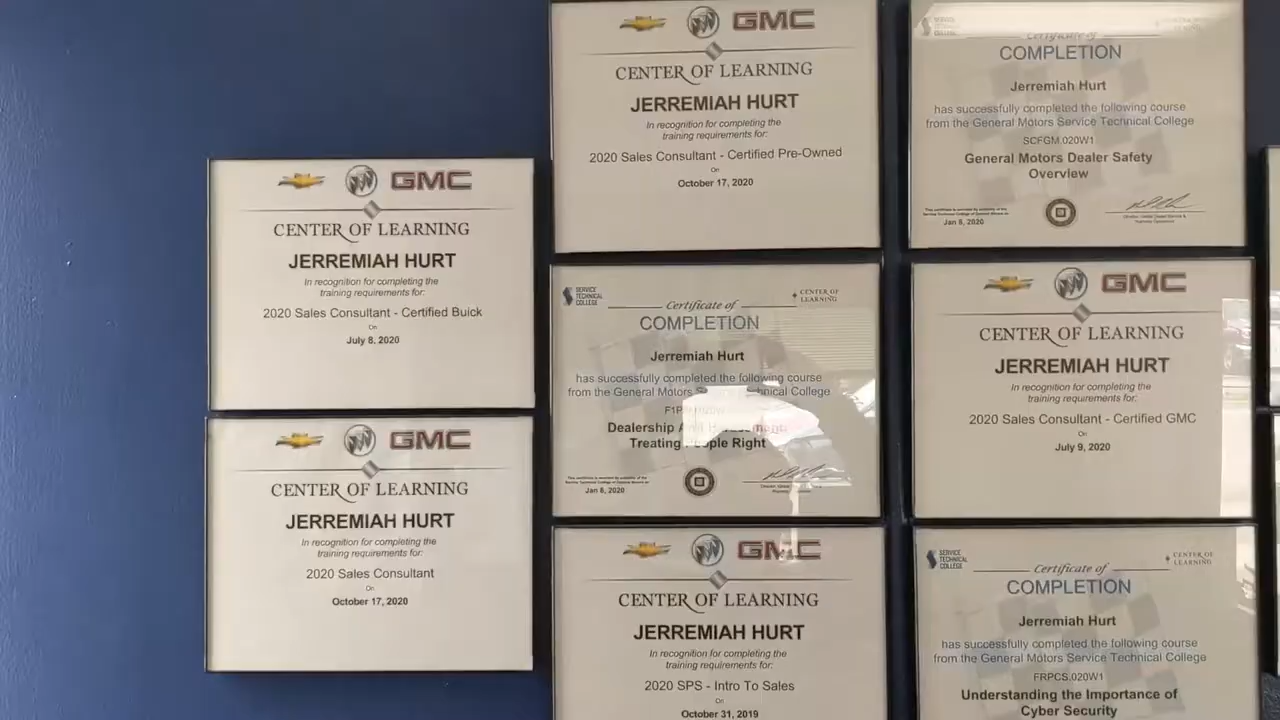 GMC
CENTER OF LEARNING
JERREMIAH HURT
In recognition for completing the
training requirements for:
2020 Sales Consultant - Certified Buick
On
July 8, 2020
GMC
CENTER OF LEARNING
JERREMIAH HURT
In recognition for completing the
training requirements for:
2020 Sales Consultant
On
October 17, 2020
GMC
CENTER OF LEARNING
JERREMIAH HURT
In recognition for completing the
training requirements for:
2020 Sales Consultant - Certified Pre-Owned
On
October 17, 2020
SERVICE
TECHNICAL
COLLEGE
CENTER OF
LEARNING
Certificate of
COMPLETION
Jerremiah Hurt
has successfully completed the following course
from the General Motors Service Technical College
Dealership
Treating People Right
Jan 8, 2020
GMC
CENTER OF LEARNING
JERREMIAH HURT
In recognition for completing the
training requirements for:
2020 SPS - Intro To Sales
On
October 31, 2019
SERVICE
TECHNICAL
COLLEGE
Certificate of
COMPLETION
Jerremiah Hurt
has successfully completed the following course
from the General Motors Service Technical College
SCFGM.020W1
General Motors Dealer Safety
Overview
Jan 8, 2020
GMC
CENTER OF LEARNING
JERREMIAH HURT
In recognition for completing the
training requirements for:
2020 Sales Consultant - Certified GMC
On
July 9, 2020
SERVICE
TECHNICAL
COLLEGE
CENTER OF
LEARNING
Certificate of
COMPLETION
Jerremiah Hurt
has successfully completed the following course
from the General Motors Service Technical College
FRPCS.020W1
Understanding the Importance of
Cyber Security